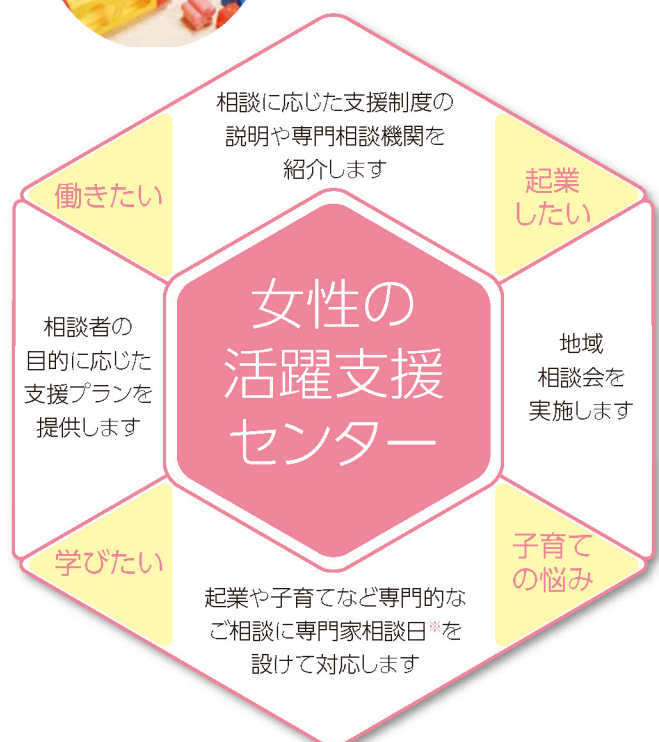 相談に応じた支援制度の
説明や専門相談機関を
紹介します
働きたい
起業
したい
女性の
活躍支援
センター
相談者の
目的に応じた
支援プランを
提供します
地域
相談会を
実施します
学びたい
子育て
の悩み
起業や子育てなど専門的な
ご相談に専門家相談日※を
設けて対応します